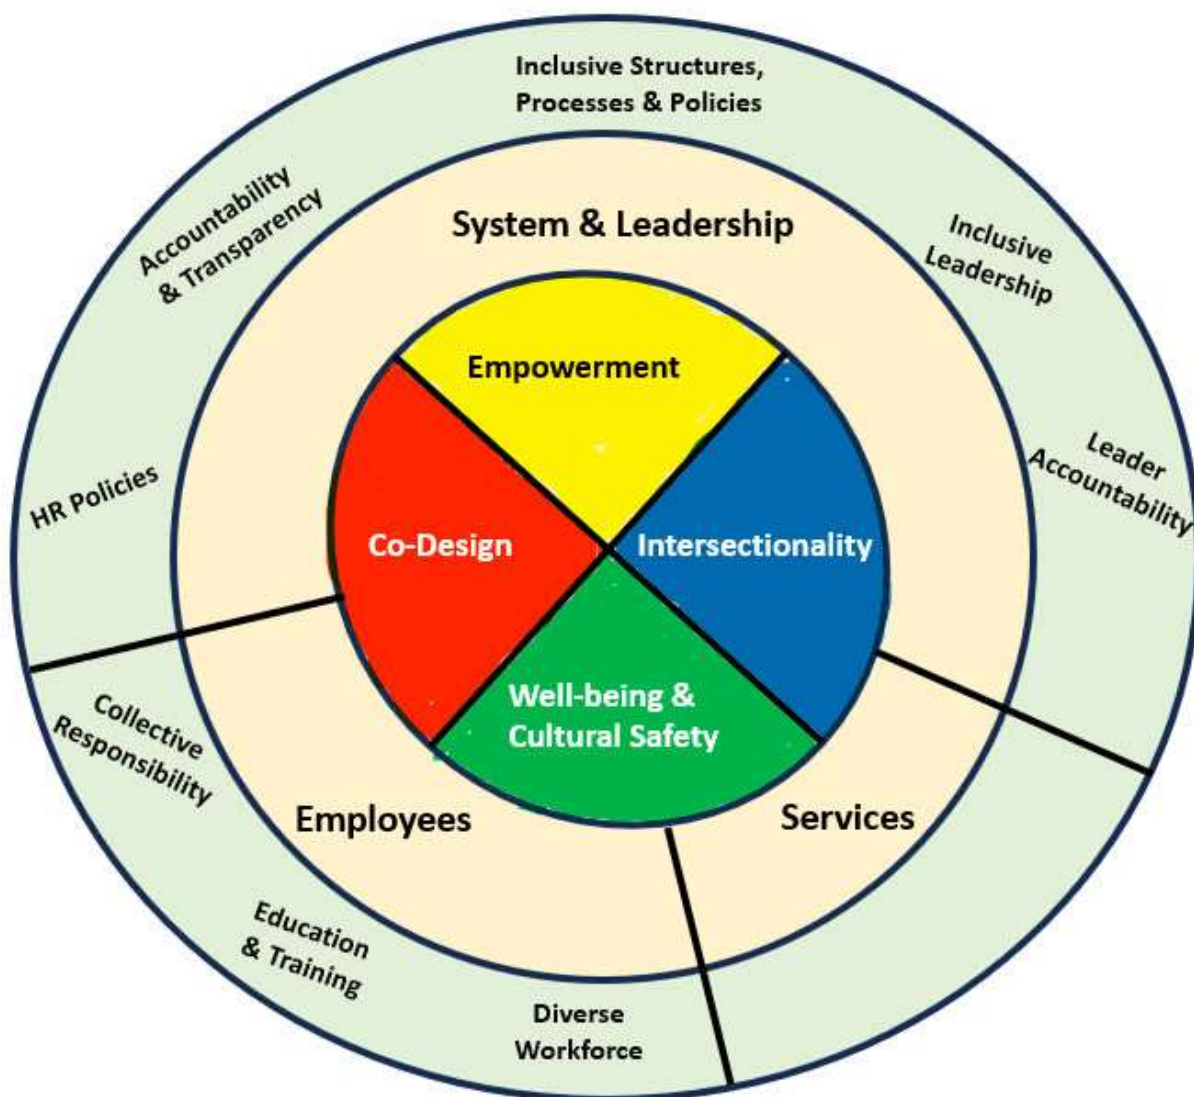 Inclusive Structures,
Processes & Policies
Accountability
& Transparency
Inclusive
Leadership
System & Leadership
Empowerment
HR Policies
Leader
Accountability
Co-Design
Intersectionality
Well-being &
Cultural Safety
Collective
Responsibility
Employees
Services
Education
& Training
Diverse
Workforce